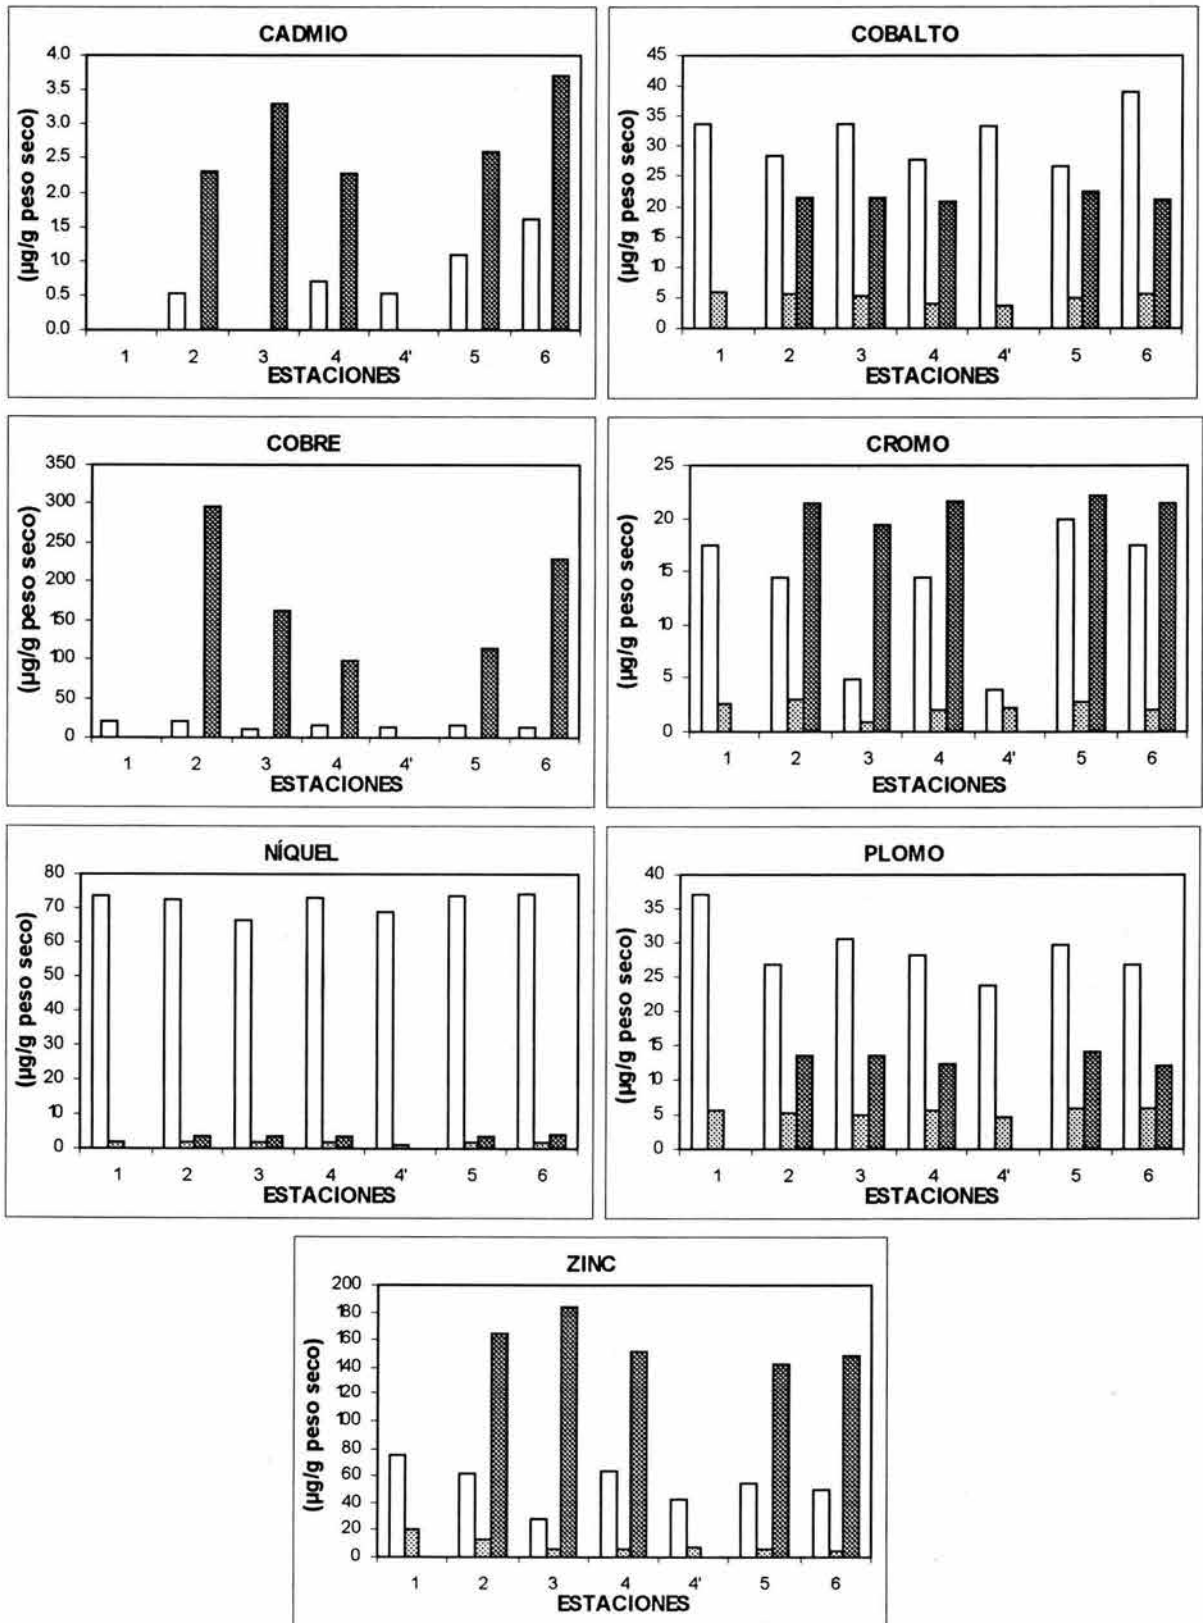 CADMIO
(µg/g peso seco)
4.0
3.5
3.0
2.5
2.0
1.5
1.0
0.5
0.0
1 2 3 4 4' 5 6
ESTACIONES
COBALTO
(µg/g peso seco)
45
40
35
30
25
20
15
10
5
0
1 2 3 4 4' 5 6
ESTACIONES
COBRE
(µg/g peso seco)
350
300
250
200
150
100
50
0
1 2 3 4 4' 5 6
ESTACIONES
CROMO
(µg/g peso seco)
25
20
15
10
5
0
1 2 3 4 4' 5 6
ESTACIONES
NÍQUEL
(µg/g peso seco)
80
70
60
50
40
30
20
10
0
1 2 3 4 4' 5 6
ESTACIONES
PLOMO
(µg/g peso seco)
40
35
30
25
20
15
10
5
0
1 2 3 4 4' 5 6
ESTACIONES
ZINC
(µg/g peso seco)
200
180
160
140
120
100
80
60
40
20
0
1 2 3 4 4' 5 6
ESTACIONES